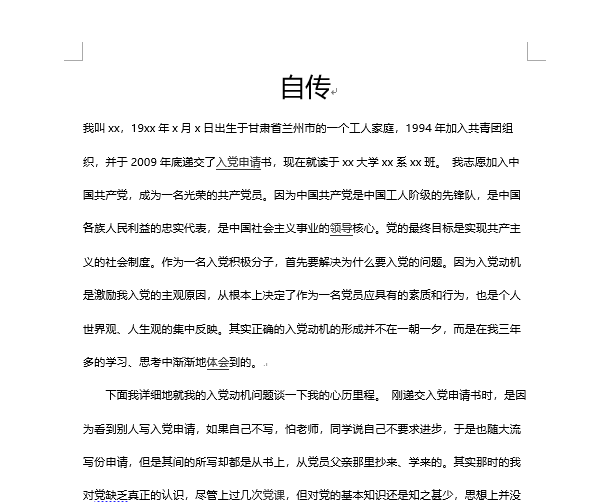 自传
我叫 xx，19xx 年 x 月 x 日出生于甘肃省兰州市的一个工人家庭，1994 年加入共青团组
织，并于 2009 年底递交了入党申请书，现在就读于 xx 大学 xx 系 xx 班。 我志愿加入中
国共产党，成为一名光荣的共产党员。因为中国共产党是中国工人阶级的先锋队，是中国
各族人民利益的忠实代表，是中国社会主义事业的领导核心。党的最终目标是实现共产主
义的社会制度。作为一名入党积极分子，首先要解决为什么要入党的问题。因为入党动机
是激励我入党的主观原因，从根本上决定了作为一名党员应具有的素质和行为，也是个人
世界观、人生观的集中反映。其实正确的入党动机的形成并不在一朝一夕，而是在我三年
多的学习、思考中渐渐地体会到的。
下面我详细地就我的入党动机问题谈一下我的心历里程。 刚递交入党申请书时，是因
为看到别人写入党申请，如果自己不写，怕老师，同学说自己不要求进步，于是也随大流
写份申请，但是其间的所写却都是从书上，从党员父亲那里抄来、学来的。其实那时的我
对党缺乏真正的认识，尽管上过几次党课，但对党的基本知识还是知之甚少，思想上并没